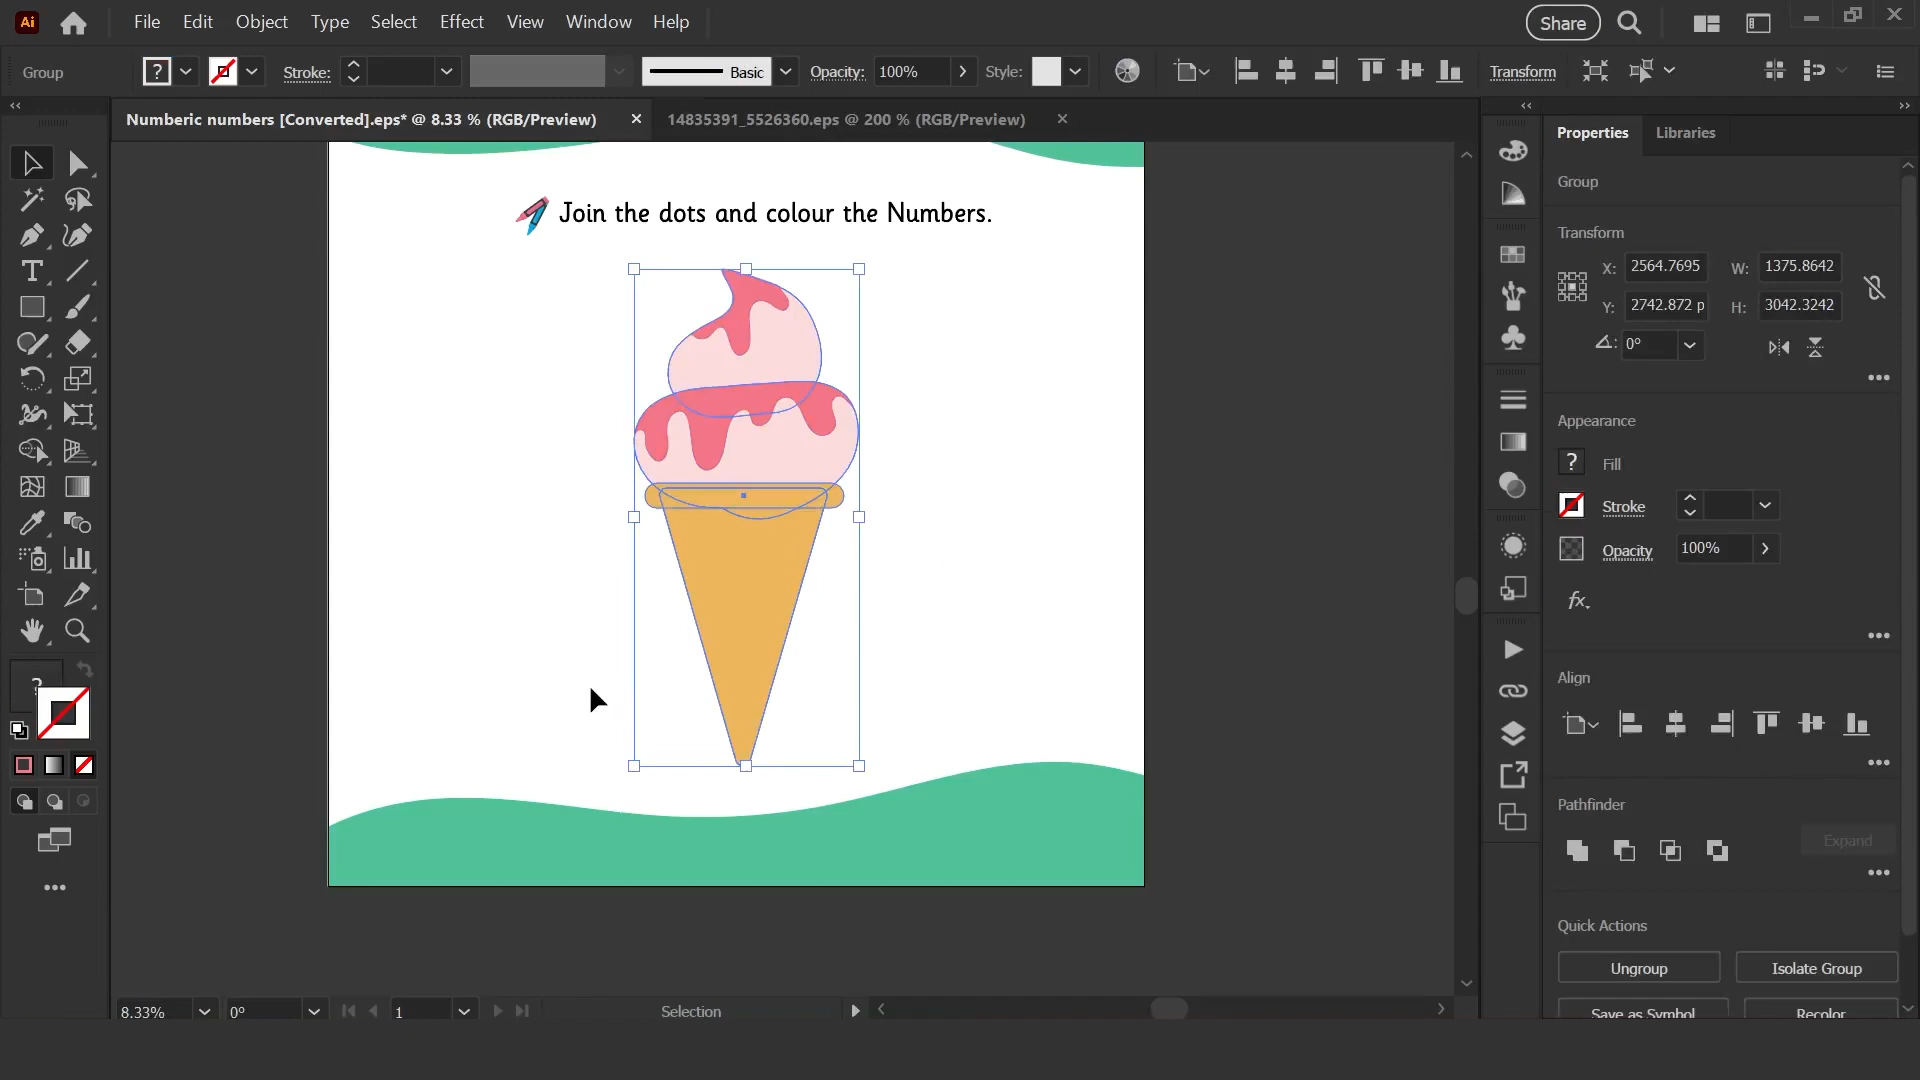 Ai File Edit Object Type Select Effect View Window Help Share
Group ? Stroke: Basic Opacity: 100% Style: Transform
Numberic numbers [Converted].eps* @ 8.33 % (RGB/Preview) 14835391_5526360.eps @ 200 % (RGB/Preview)
Properties Libraries
Group
Transform
X: 2564.7695 W: 1375.8642
Y: 2742.872 p H: 3042.3242
0°
Appearance
? Fill
Stroke
Opacity 100%
fx
Align
Pathfinder
Expand
Quick Actions
Ungroup Isolate Group
Save as Symbol Recolor
Join the dots and colour the Numbers.
T
?
8.33% 0° 1 Selection